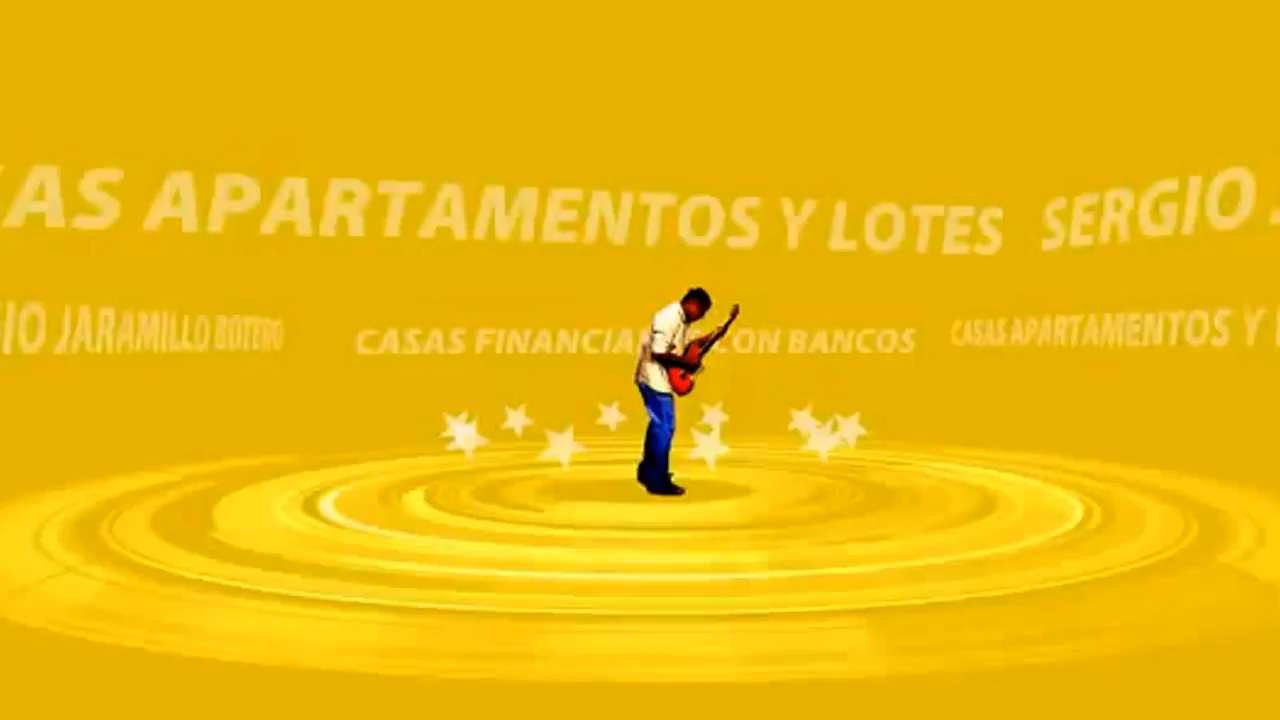 AS APARTAMENTOS Y LOTES SERGIO
IO JARAMILLO BOTERO
CASAS FINANCIA CON BANCOS
CASAS APARTAMENTOS Y